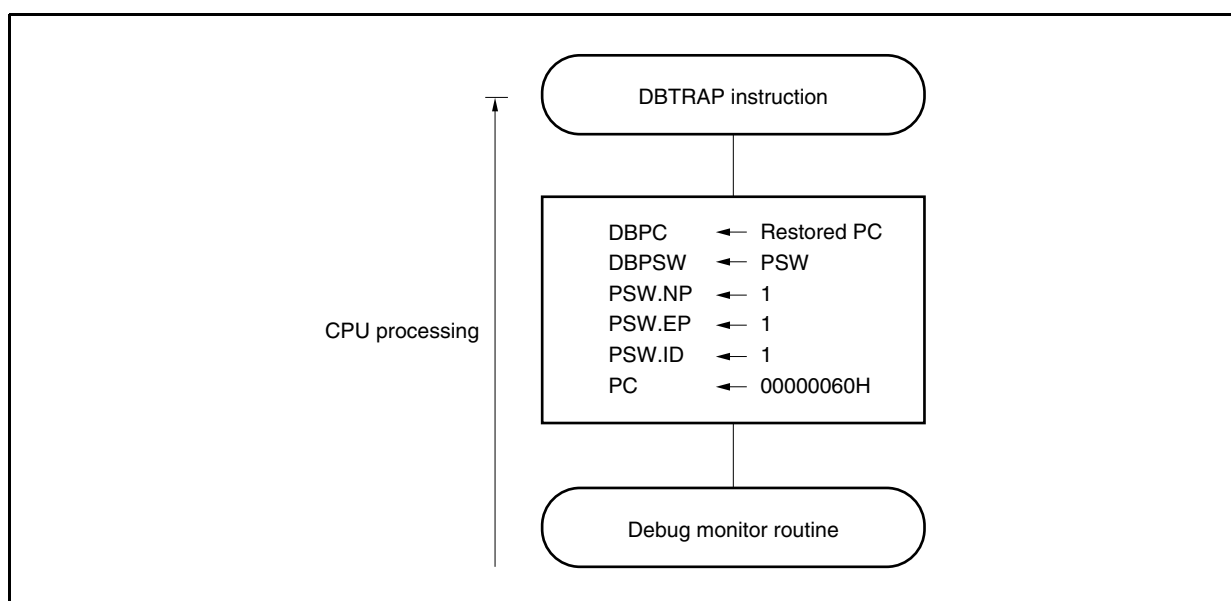 DBTRAP instruction
DBPC ← Restored PC
DBPSW ← PSW
PSW.NP ← 1
PSW.EP ← 1
PSW.ID ← 1
PC ← 00000060H
CPU processing
Debug monitor routine